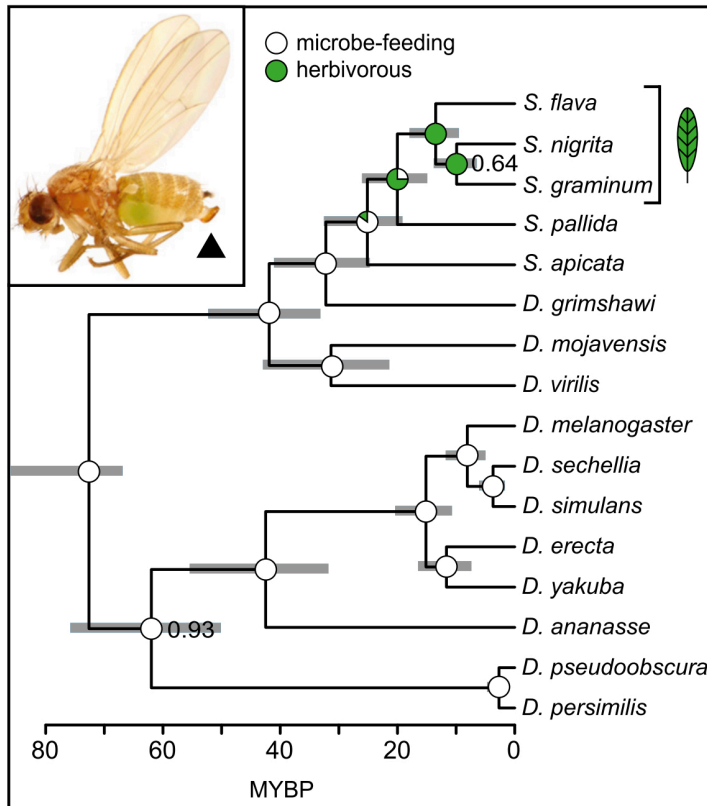 microbe-feeding
herbivorous
S. flava
S. nigrita
0.64
S. graminum
S. pallida
S. apicata
D. grimshawi
D. mojavensis
D. virilis
D. melanogaster
D. sechellia
D. simulans
D. erecta
D. yakuba
D. ananasse
0.93
D. pseudoobscura
D. persimilis
80 60 40 20 0
MYBP